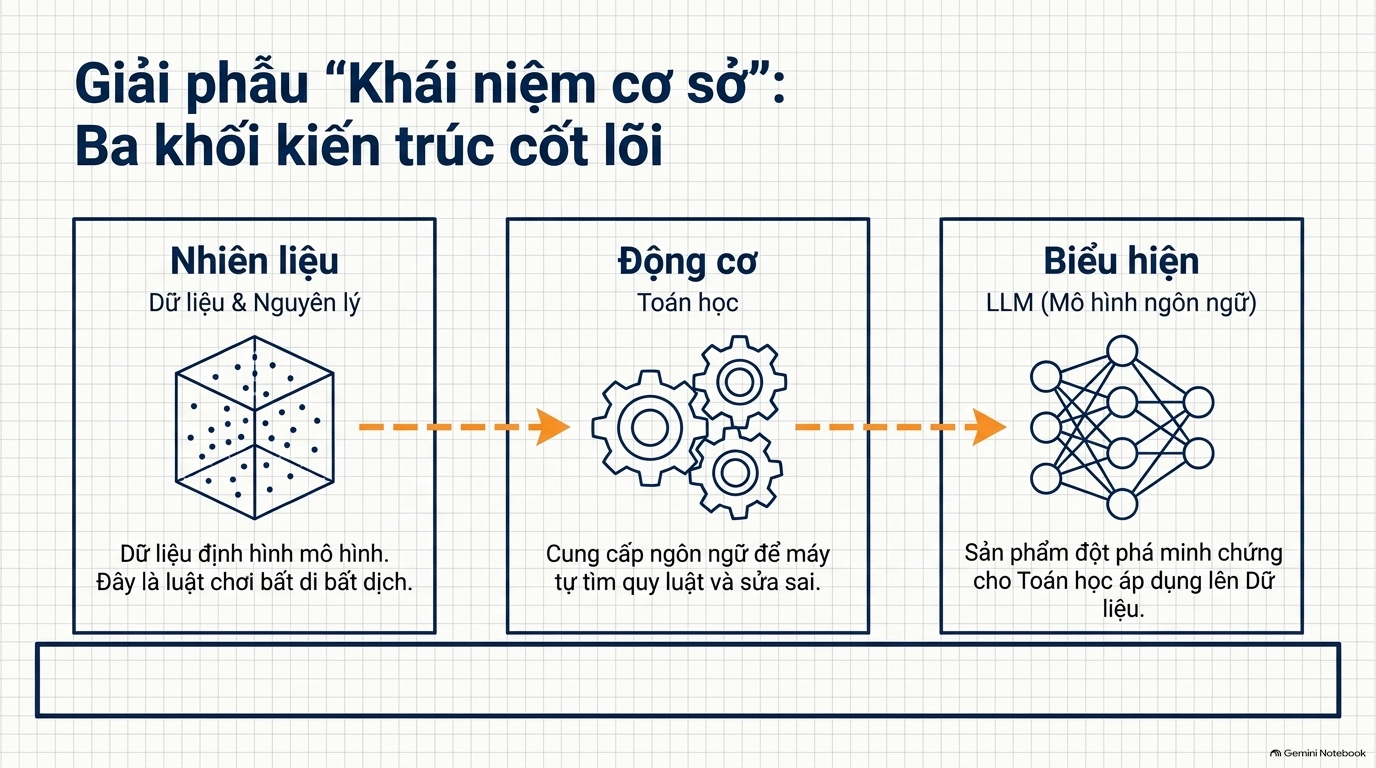 Giải phẫu “Khái niệm cơ sở”:
Ba khối kiến trúc cốt lõi
Nhiên liệu
Dữ liệu & Nguyên lý
Dữ liệu định hình mô hình.
Đây là luật chơi bất di bất dịch.
Động cơ
Toán học
Cung cấp ngôn ngữ để máy
tự tìm quy luật và sửa sai.
Biểu hiện
LLM (Mô hình ngôn ngữ)
Sản phẩm đột phá minh chứng
cho Toán học áp dụng lên Dữ
liệu.
Gemini Notebook